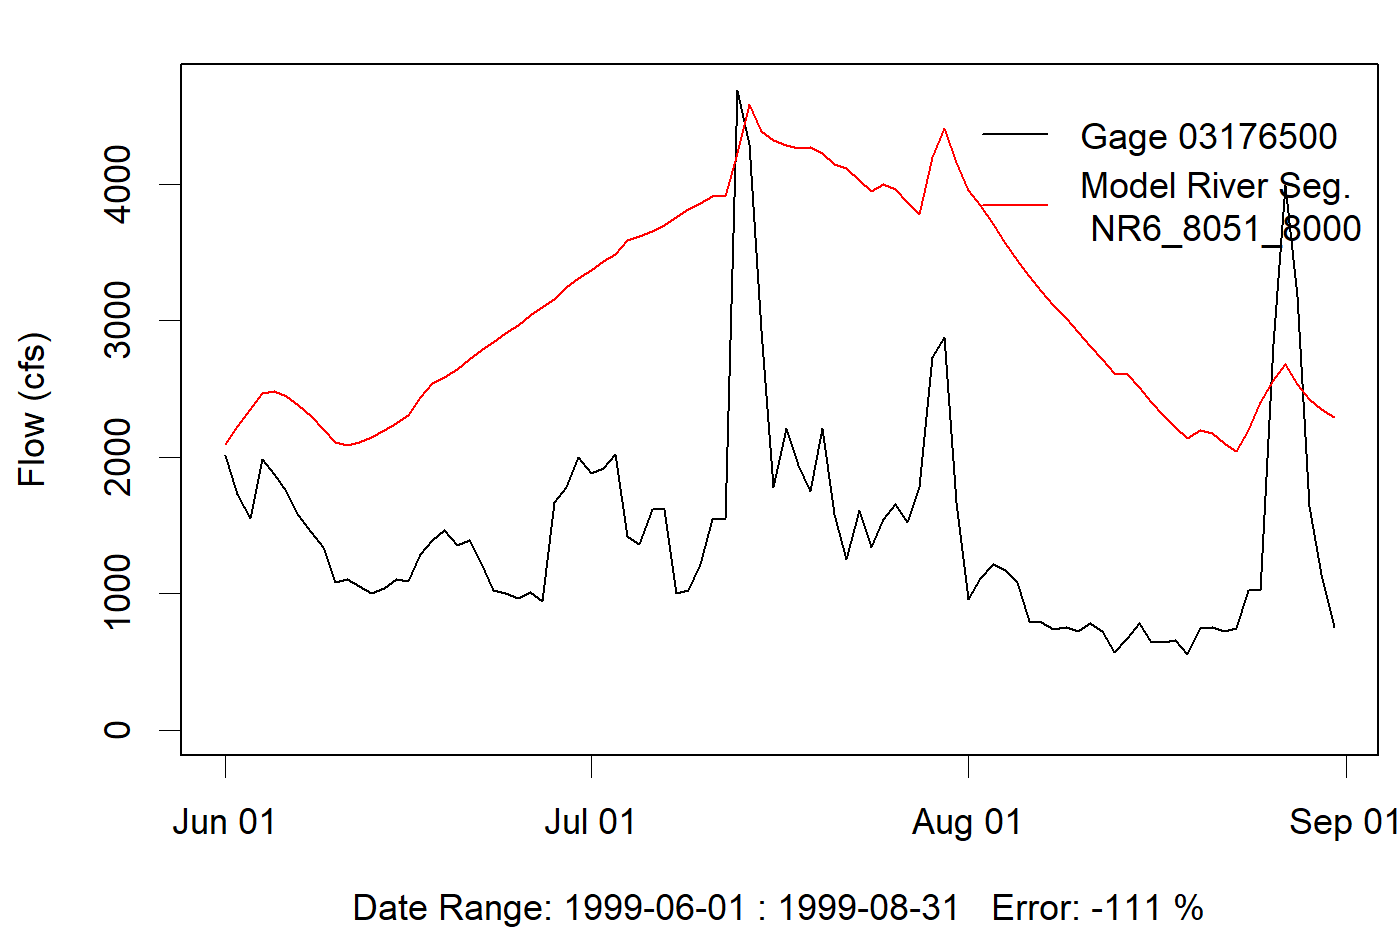 Gage 03176500
Model River Seg.
NR6_8051_8000
Flow (cfs)
4000
3000
2000
1000
0
Jun 01
Jul 01
Aug 01
Sep 01
Date Range: 1999-06-01 : 1999-08-31   Error: -111 %